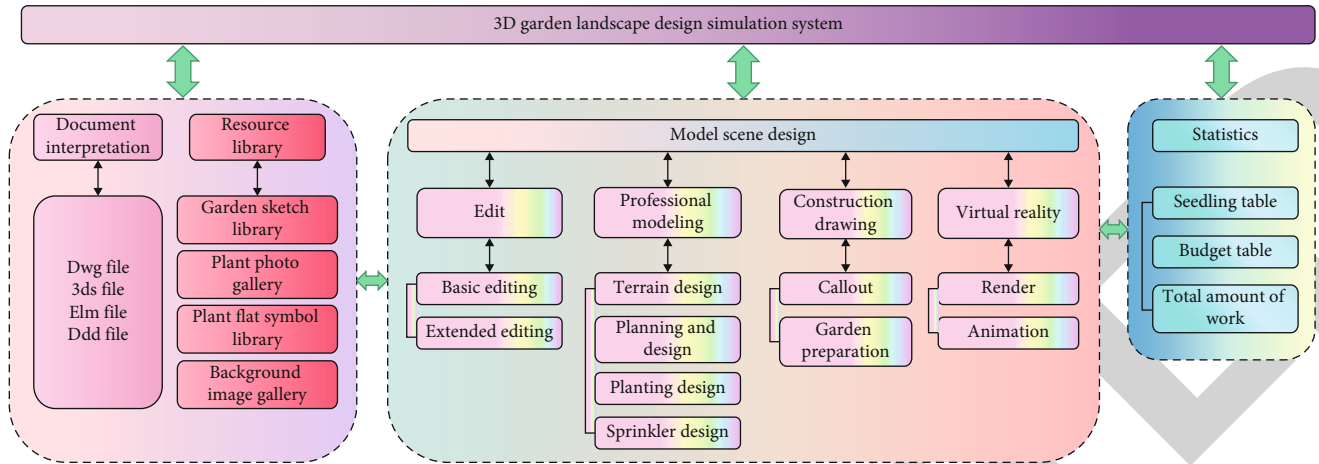 3D garden landscape design simulation system
Document
interpretation
Dwg file
3ds file
Elm file
Ddd file
Resource
library
Garden sketch
library
Plant photo
gallery
Plant flat symbol
library
Background
image gallery
Model scene design
Edit
Basic editing
Extended editing
Professional
modeling
Terrain design
Planning and
design
Planting design
Sprinkler design
Construction
drawing
Callout
Garden
preparation
Virtual reality
Render
Animation
Statistics
Seedling table
Budget table
Total amount of
work